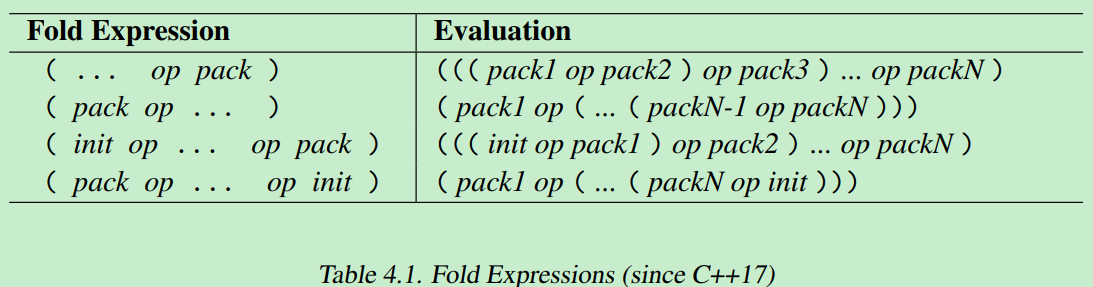 Fold Expression Evaluation
( ... op pack ) ((( pack1 op pack2 ) op pack3 ) ... op packN )
( pack op ... ) ( pack1 op ( ... ( packN-1 op packN )))
( init op ... op pack ) ((( init op pack1 ) op pack2 ) ... op packN )
( pack op ... op init ) ( pack1 op ( ... ( packN op init )))
Table 4.1. Fold Expressions (since C++17)